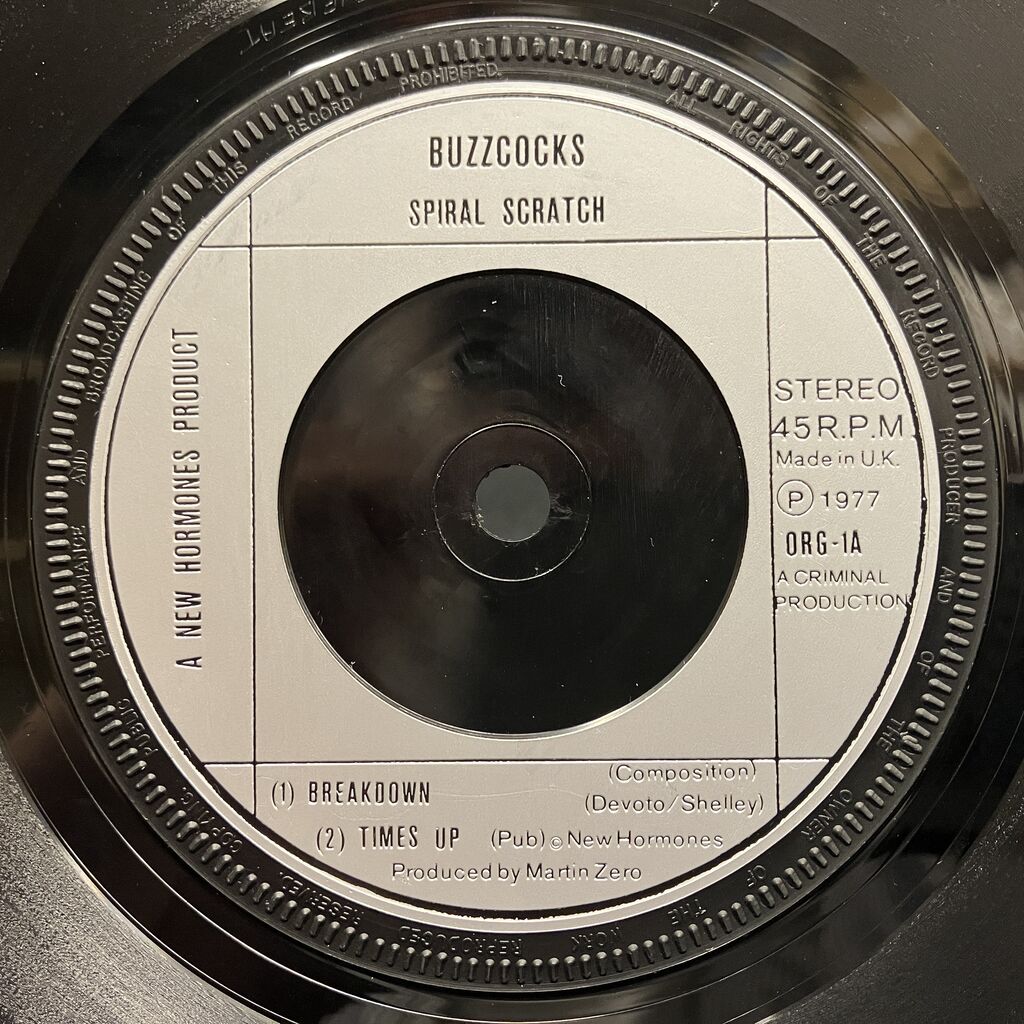 BUZZCOCKS
SPIRAL SCRATCH
A NEW HORMONES PRODUCT
STEREO
45 R.P.M.
Made in U.K.
Ⓟ 1977
ORG-1A
A CRIMINAL
PRODUCTION
(1) BREAKDOWN
(Composition)
(Devoto/Shelley)
(2) TIMES UP (Pub) © New Hormones
Produced by Martin Zero
ALL RIGHTS OF THE RECORD PRODUCER AND OF THE OWNER OF THE WORK REPRODUCED RESERVED. COPYING, PUBLIC PERFORMANCE AND BROADCASTING OF THIS RECORD PROHIBITED.